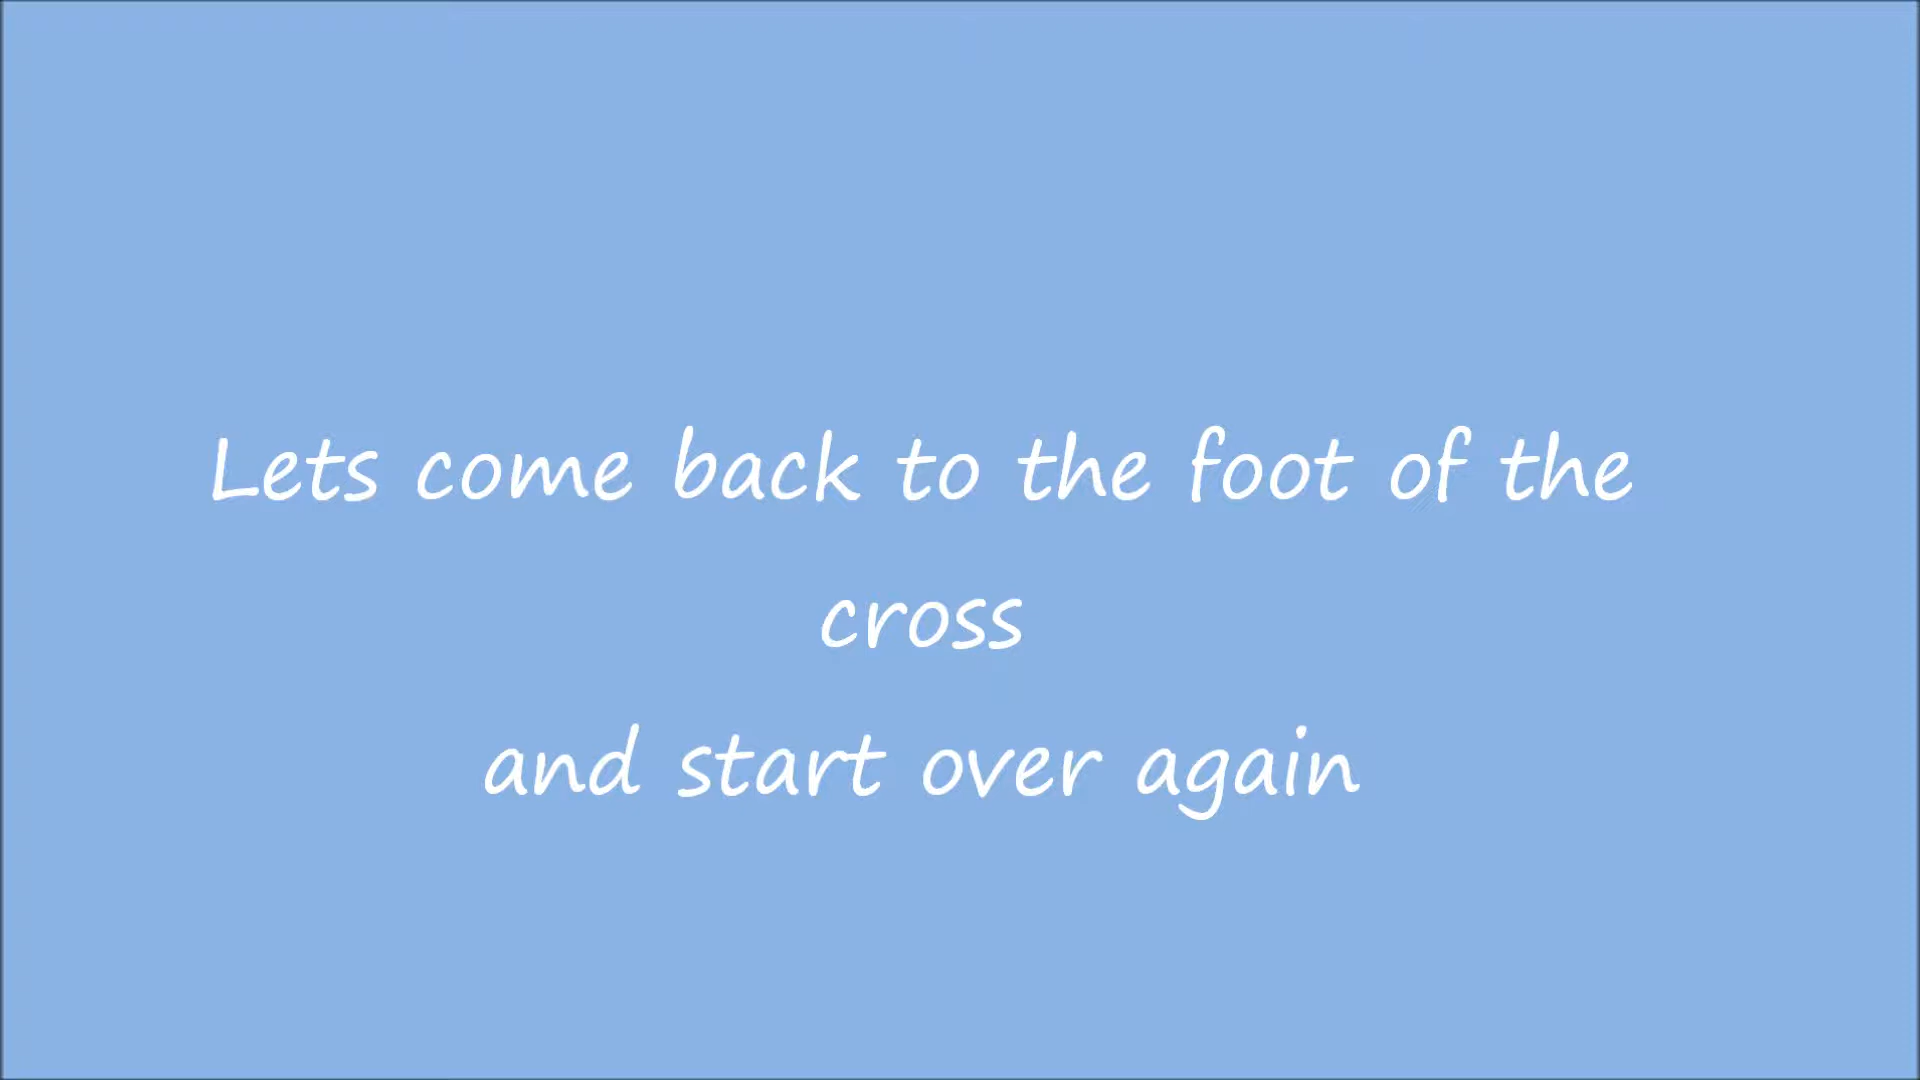 Lets come back to the foot of the
cross
and start over again